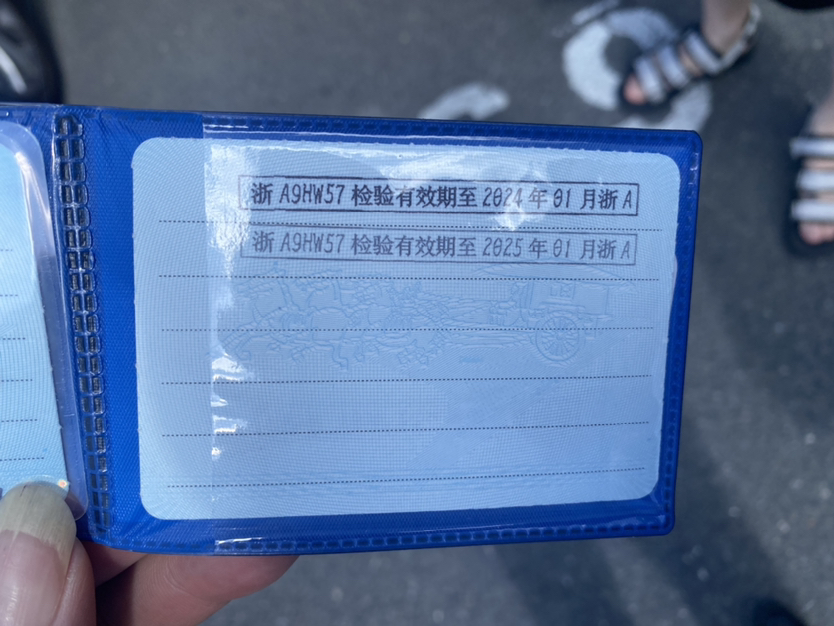 浙 A9HW57 检验有效期至 2024 年 01 月浙 A
浙 A9HW57 检验有效期至 2025 年 01 月浙 A